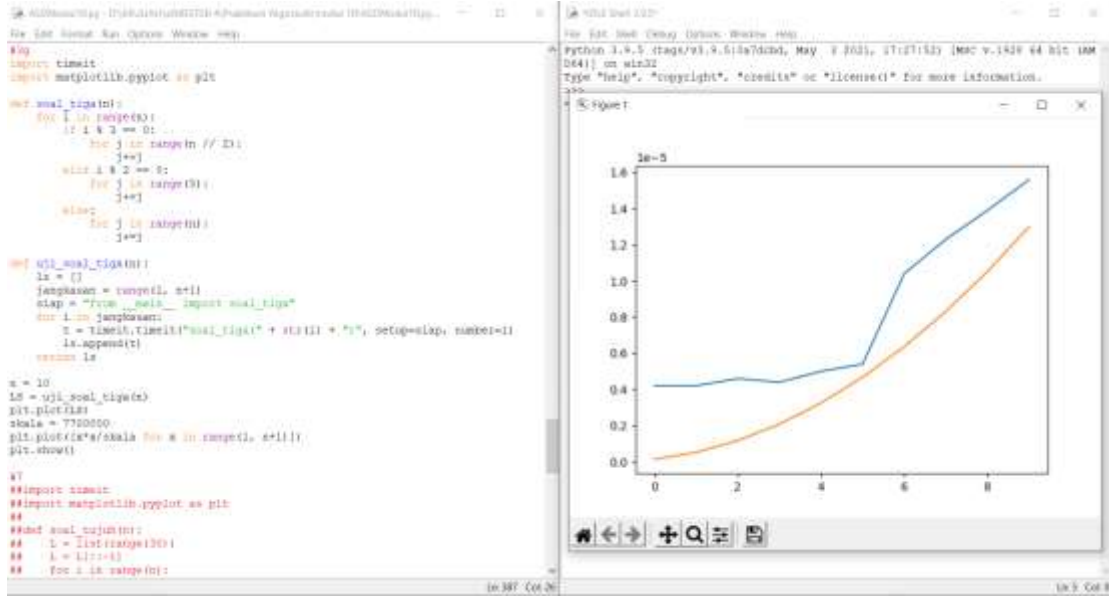 File Edit Format Run Options Window Help
import timeit
import matplotlib.pyplot as plt
def soal_tiga(n):
for i in range(n):
if i % 3 == 0:
for j in range(n // 2):
j+=j
elif i % 2 == 0:
for j in range(5):
j+=j
else:
for j in range(n):
j+=j
def uji_soal_tiga(n):
ls = []
jangkauan = range(1, n+1)
siap = "from __main__ import soal_tiga"
for i in jangkauan:
t = timeit.timeit("soal_tiga(" + str(i) + ")", setup=siap, number=1)
ls.append(t)
return ls
n = 10
LS = uji_soal_tiga(n)
plt.plot(LS)
skala = 7700000
plt.plot([x*x/skala for x in range(1, n+1)])
plt.show()
#7
##import timeit
##import matplotlib.pyplot as plt
##
##def soal_tujuh(n):
## L = list(range(30))
## L = L[::-1]
## for i in range(n):
Ln: 387 Col: 26
IDLE Shell 3.9.5
File Edit Shell Debug Options Window Help
Python 3.9.5 (tags/v3.9.5:0a7dcbd, May 3 2021, 17:27:52) [MSC v.1928 64 bit (AM
D64)] on win32
Type "help", "copyright", "credits" or "license()" for more information.
>>>
Figure 1
1e-5
1.6
1.4
1.2
1.0
0.8
0.6
0.4
0.2
0.0
0 2 4 6 8